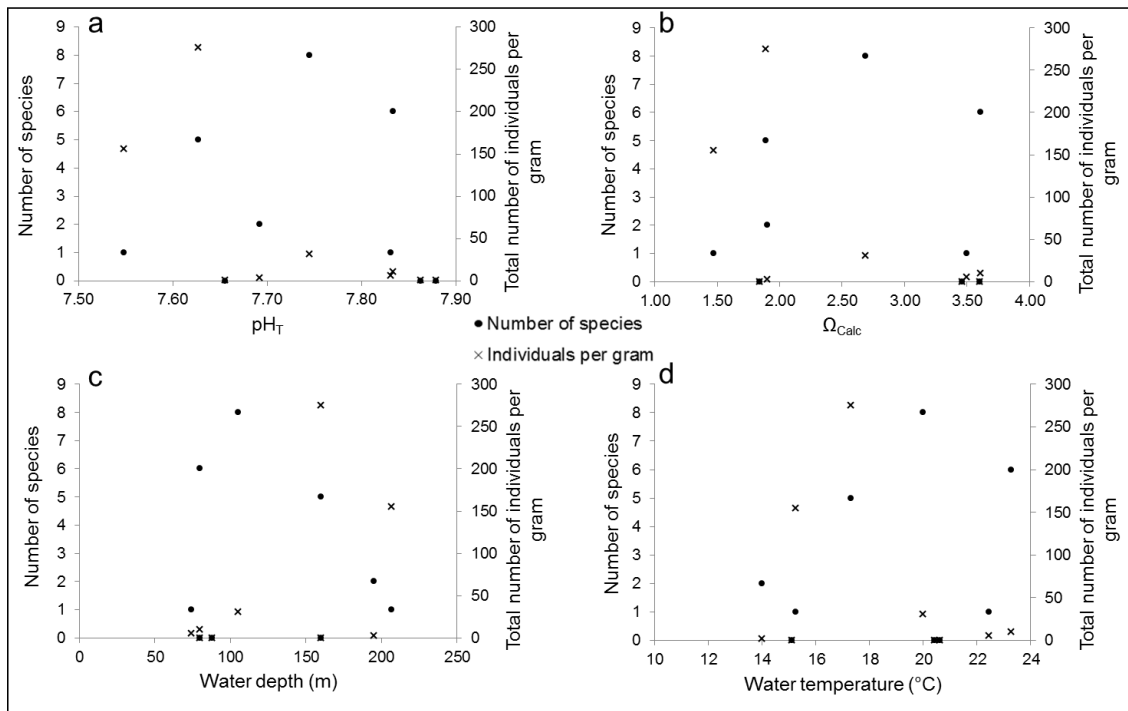 a
9
8
7
6
5
4
3
2
1
0
Number of species
300
250
200
150
100
50
0
Total number of individuals per
gram
7.50 7.60 7.70 7.80 7.90
pHT
b
9
8
7
6
5
4
3
2
1
0
Number of species
300
250
200
150
100
50
0
Total number of individuals per
gram
1.00 1.50 2.00 2.50 3.00 3.50 4.00
ΩCalc
Number of species
Individuals per gram
c
9
8
7
6
5
4
3
2
1
0
Number of species
300
250
200
150
100
50
0
Total number of individuals per
gram
0 50 100 150 200 250
Water depth (m)
d
9
8
7
6
5
4
3
2
1
0
Number of species
300
250
200
150
100
50
0
Total number of individuals per
gram
10 12 14 16 18 20 22 24
Water temperature (°C)